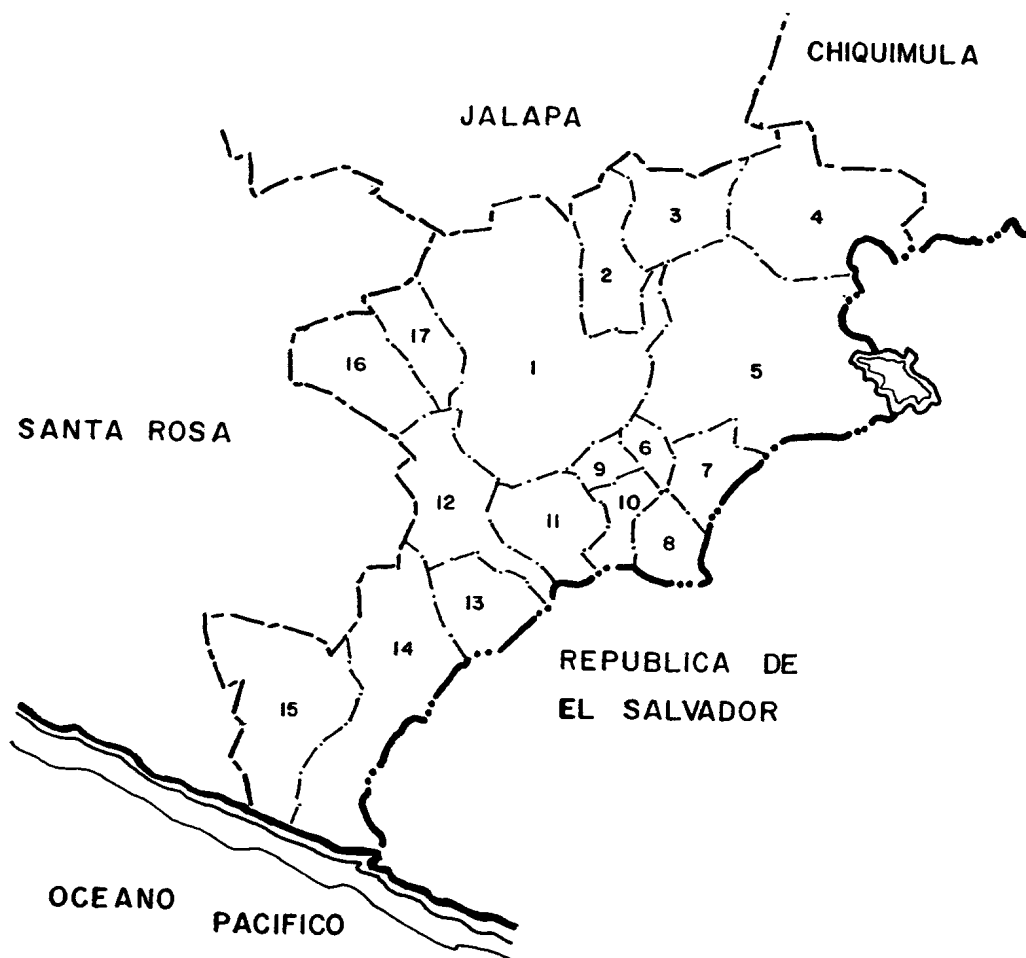 CHIQUIMULA
JALAPA
3
4
2
17
16
1
5
SANTA ROSA
6
9
7
12
10
11
8
13
14
REPUBLICA DE
EL SALVADOR
15
OCEANO
PACIFICO